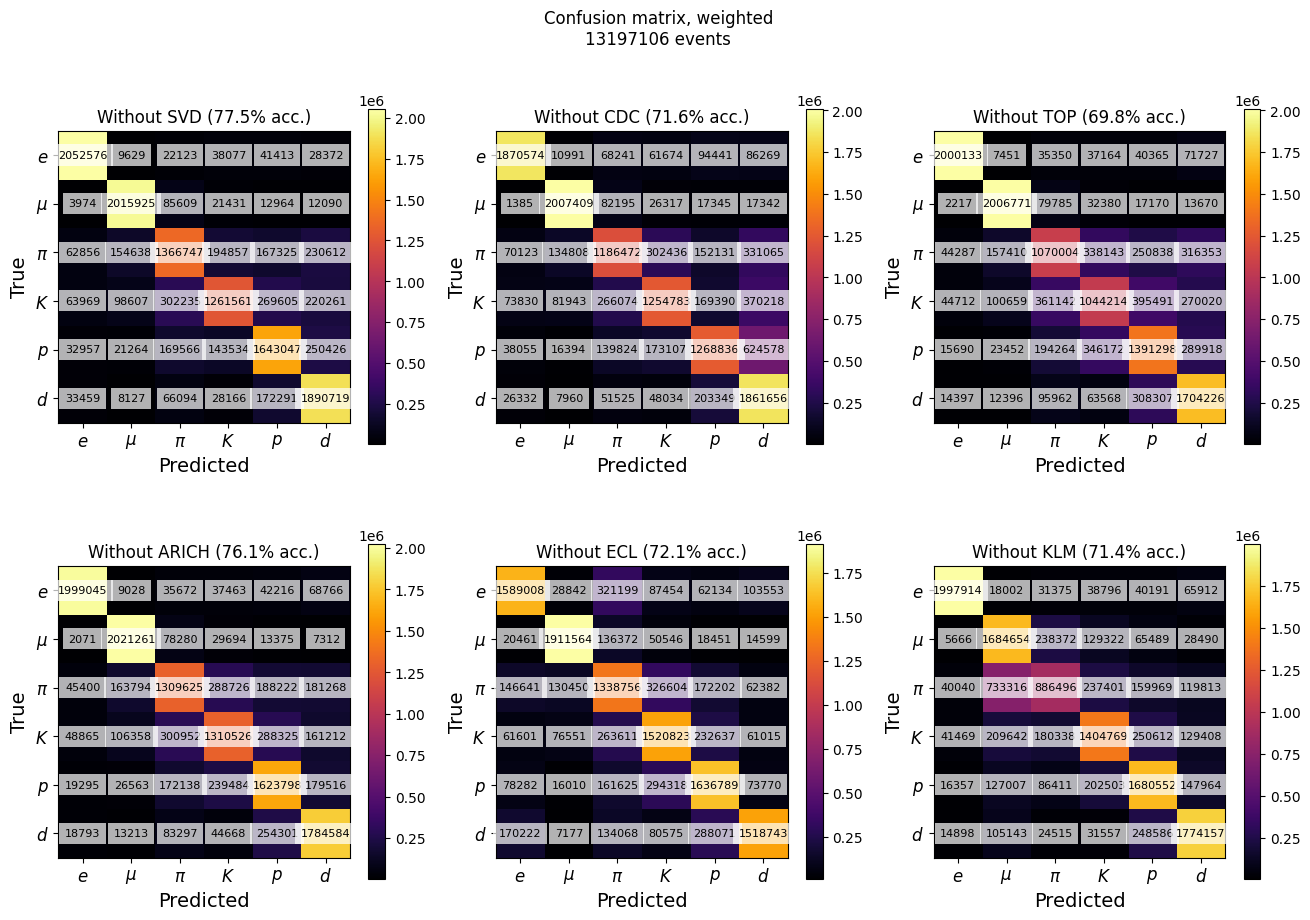 Confusion matrix, weighted
13197106 events
Without SVD (77.5% acc.)
1e6
e 2052576 9629 22123 38077 41413 28372
μ 3974 2015925 85609 21431 12964 12090
π 62856 154638 1366747 194857 167325 230612
K 63969 98607 302235 1261561 269605 220261
p 32957 21264 169566 143534 1643047 250426
d 33459 8127 66094 28166 172291 1890719
e μ π K p d
Predicted
True
2.00
1.75
1.50
1.25
1.00
0.75
0.50
0.25
Without CDC (71.6% acc.)
1e6
e 1870574 10991 68241 61674 94441 86269
μ 1385 2007409 82195 26317 17345 17342
π 70123 134808 1186472 302436 152131 331065
K 73830 81943 266074 1254783 169390 370218
p 38055 16394 139824 173107 1268836 624578
d 26332 7960 51525 48034 203349 1861656
e μ π K p d
Predicted
True
2.00
1.75
1.50
1.25
1.00
0.75
0.50
0.25
Without TOP (69.8% acc.)
1e6
e 2000133 7451 35350 37164 40365 71727
μ 2217 2006771 79785 32380 17170 13670
π 44287 157410 1070004 338143 250838 316353
K 44712 100659 361142 1044214 395491 270020
p 15690 23452 194264 346172 1391298 289918
d 14397 12396 95962 63568 308307 1704226
e μ π K p d
Predicted
True
2.00
1.75
1.50
1.25
1.00
0.75
0.50
0.25
Without ARICH (76.1% acc.)
1e6
e 1999045 9028 35672 37463 42216 68766
μ 2071 2021261 78280 29694 13375 7312
π 45400 163794 1309625 288726 188222 181268
K 48865 106358 300952 1310526 288325 161212
p 19295 26563 172138 239484 1623798 179516
d 18793 13213 83297 44668 254301 1784584
e μ π K p d
Predicted
True
2.00
1.75
1.50
1.25
1.00
0.75
0.50
0.25
Without ECL (72.1% acc.)
1e6
e 1589008 28842 321199 87454 62134 103553
μ 20461 1911564 136372 50546 18451 14599
π 146641 130450 1338756 326604 172202 62382
K 61601 76551 263611 1520823 232637 61015
p 78282 16010 161625 294318 1636789 73770
d 170222 7177 134068 80575 288071 1518743
e μ π K p d
Predicted
True
1.75
1.50
1.25
1.00
0.75
0.50
0.25
Without KLM (71.4% acc.)
1e6
e 1997914 18002 31375 38796 40191 65912
μ 5666 1684654 238372 129322 65489 28490
π 40040 733316 886496 237401 159969 119813
K 41469 209642 180338 1404769 250612 129408
p 16357 127007 86411 202503 1680552 147964
d 14898 105143 24515 31557 248586 1774157
e μ π K p d
Predicted
True
1.75
1.50
1.25
1.00
0.75
0.50
0.25